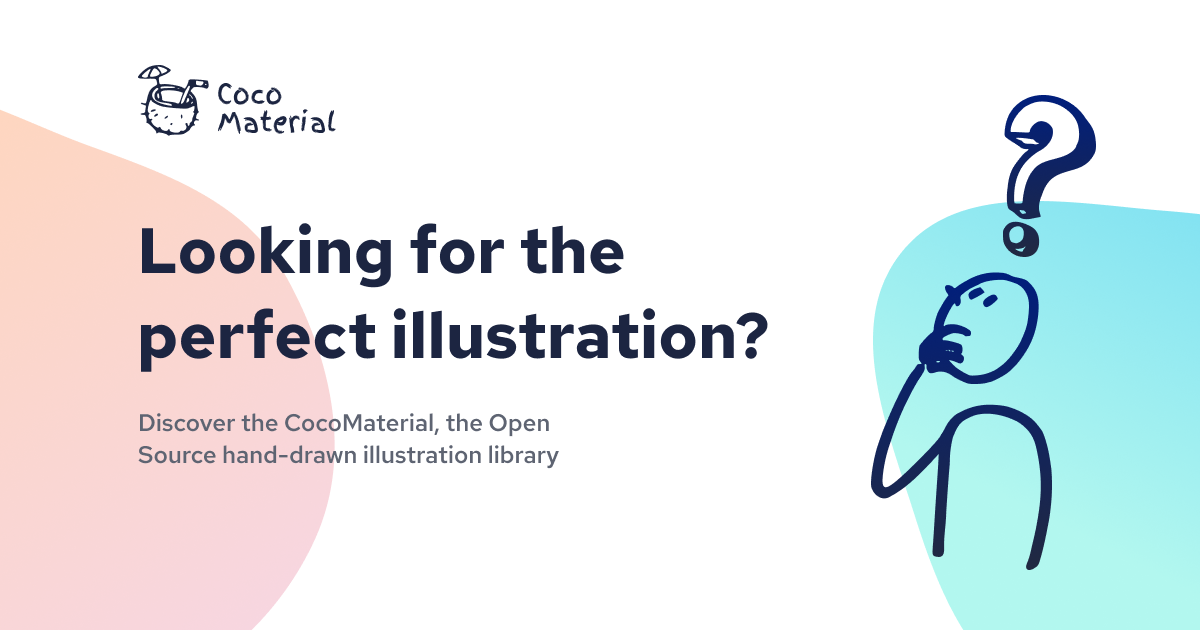 Coco
Material
Looking for the
perfect illustration?
Discover the CocoMaterial, the Open
Source hand-drawn illustration library
?